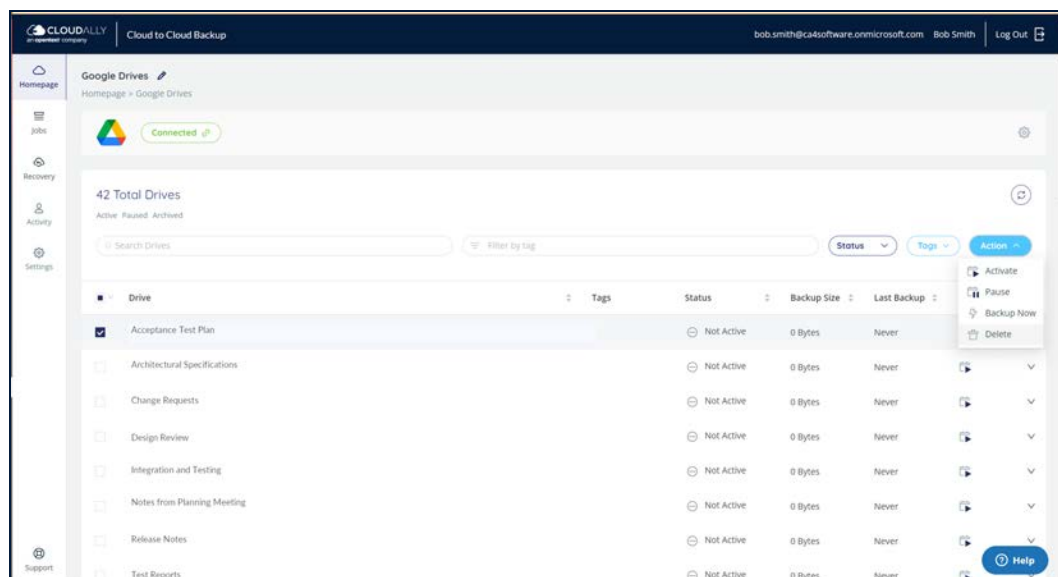 CLOUDALLY
an opentext company
Cloud to Cloud Backup
bob.smith@ca4software.onmicrosoft.com Bob Smith Log Out
Homepage
Jobs
Recovery
Activity
Settings
Support
Google Drives
Homepage > Google Drives
Connected
42 Total Drives
Active Paused Archived
Search Drives Filter by tag Status Tags Action
Activate
Pause
Backup Now
Delete
Drive Tags Status Backup Size Last Backup
Acceptance Test Plan Not Active 0 Bytes Never
Architectural Specifications Not Active 0 Bytes Never
Change Requests Not Active 0 Bytes Never
Design Review Not Active 0 Bytes Never
Integration and Testing Not Active 0 Bytes Never
Notes from Planning Meeting Not Active 0 Bytes Never
Release Notes Not Active 0 Bytes Never
Test Reports Not Active 0 Bytes Never
Help